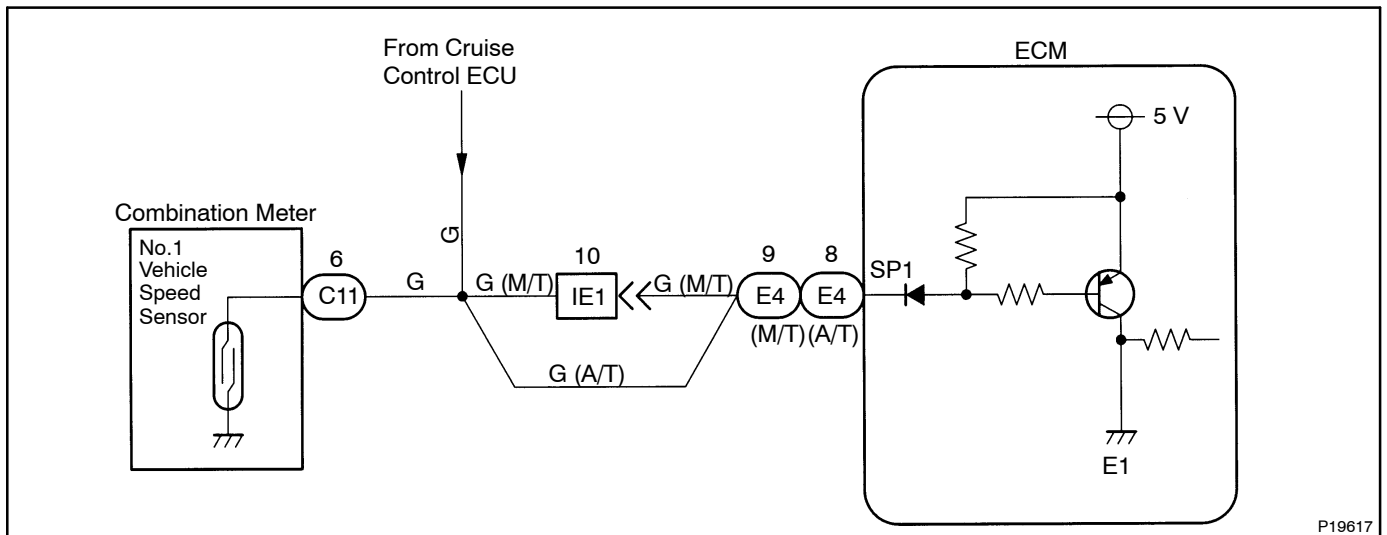 From Cruise
Control ECU
ECM
5 V
Combination Meter
No.1
Vehicle
Speed
Sensor
6
C11
G
G
G (M/T)
10
IE1
G (M/T)
9
8
E4
E4
(M/T)
(A/T)
SP1
G (A/T)
E1
P19617